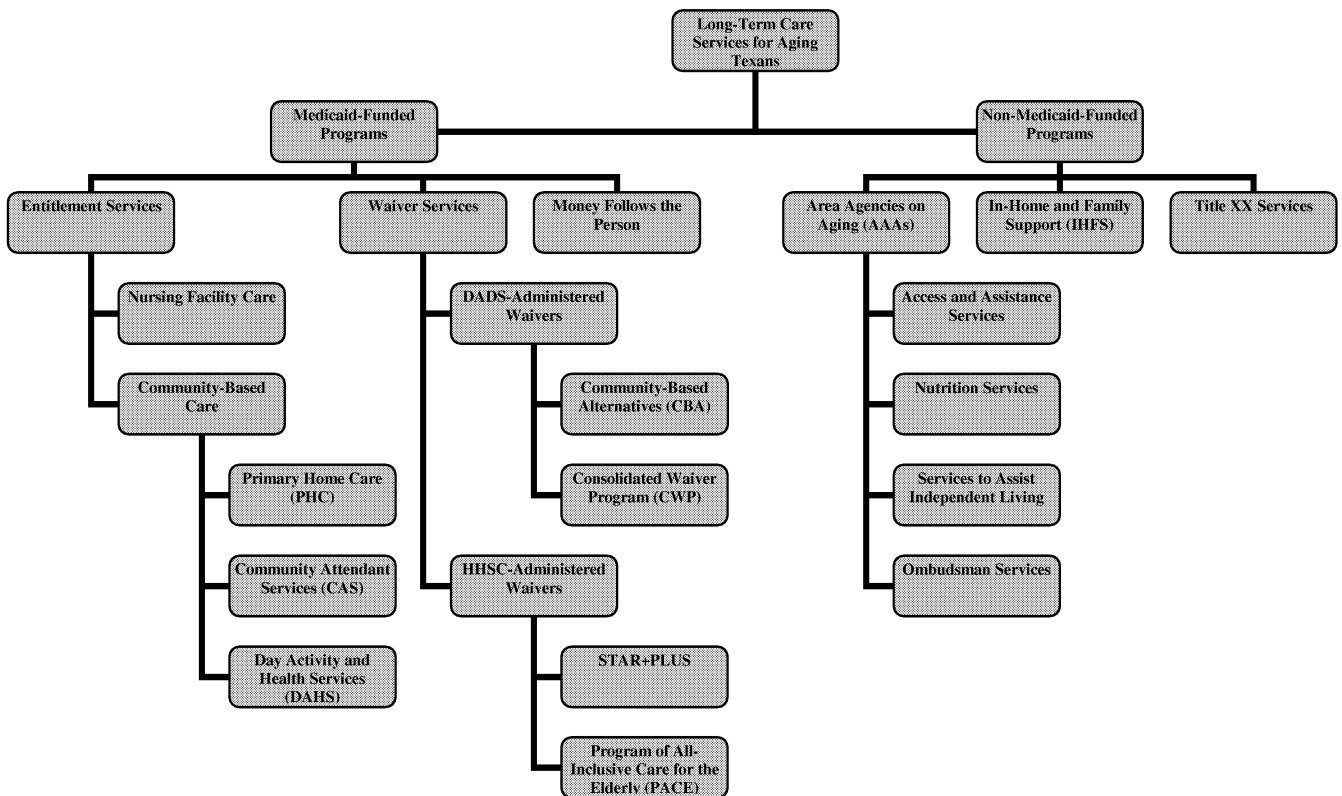 Long-Term Care
Services for Aging
Texans
Medicaid-Funded
Programs
Non-Medicaid-Funded
Programs
Entitlement Services
Waiver Services
Money Follows the
Person
Area Agencies on
Aging (AAAs)
In-Home and Family
Support (IHFS)
Title XX Services
Nursing Facility Care
Community-Based
Care
Primary Home Care
(PHC)
Community Attendant
Services (CAS)
Day Activity and
Health Services
(DAHS)
DADS-Administered
Waivers
Community-Based
Alternatives (CBA)
Consolidated Waiver
Program (CWP)
HHSC-Administered
Waivers
STAR+PLUS
Program of All-
Inclusive Care for the
Elderly (PACE)
Access and Assistance
Services
Nutrition Services
Services to Assist
Independent Living
Ombudsman Services